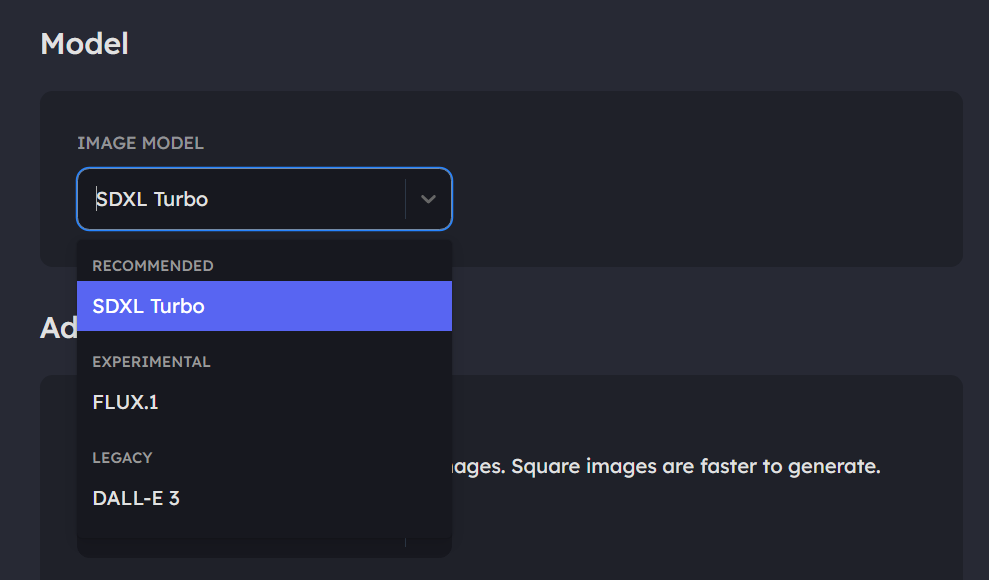 Model
IMAGE MODEL
SDXL Turbo
RECOMMENDED
SDXL Turbo
Ad
EXPERIMENTAL
FLUX.1
LEGACY
ages. Square images are faster to generate.
DALL-E 3